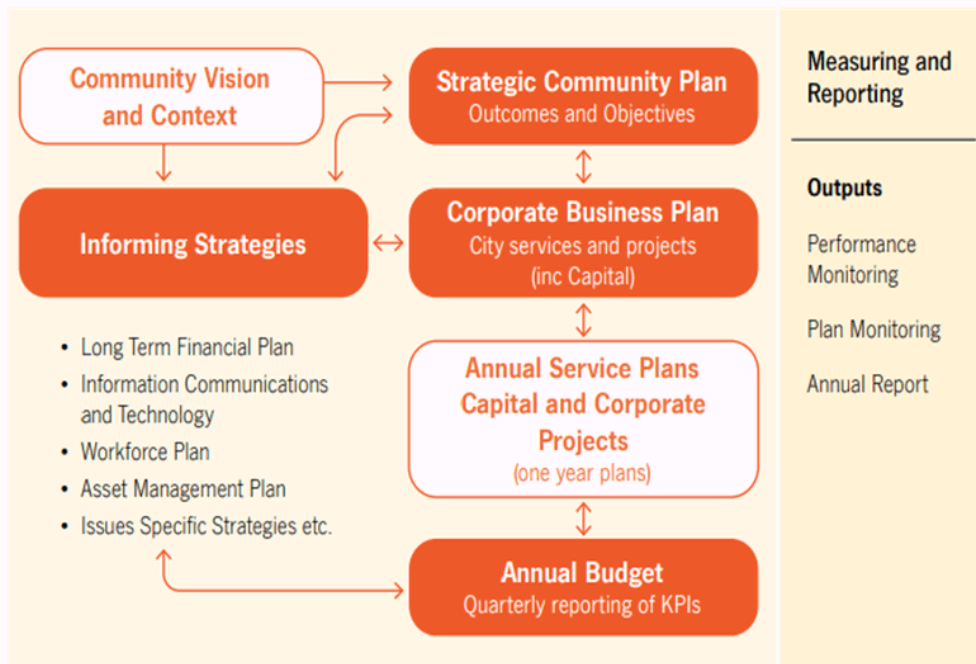 Community Vision
and Context
Strategic Community Plan
Outcomes and Objectives
Informing Strategies
Corporate Business Plan
City services and projects
(inc Capital)
• Long Term Financial Plan
• Information Communications
and Technology
• Workforce Plan
• Asset Management Plan
• Issues Specific Strategies etc.
Annual Service Plans
Capital and Corporate
Projects
(one year plans)
Annual Budget
Quarterly reporting of KPIs
Measuring and
Reporting
Outputs
Performance
Monitoring
Plan Monitoring
Annual Report